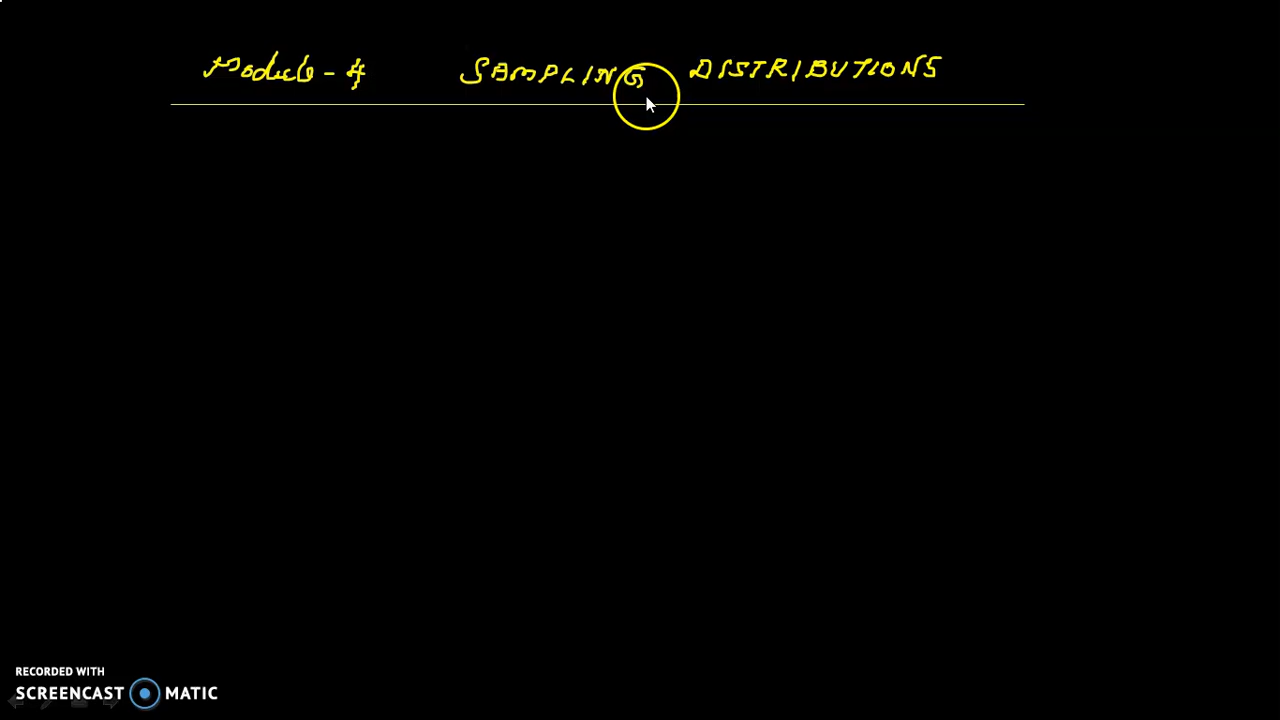 Module - 4 SAMPLING DISTRIBUTIONS
RECORDED WITH
SCREENCAST MATIC